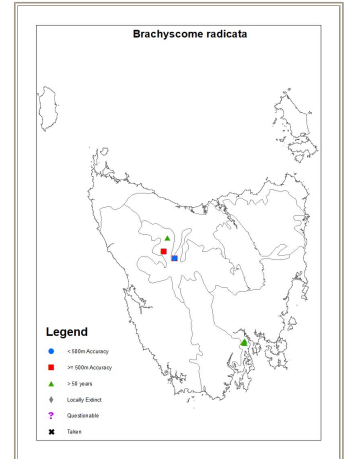 Brachyscome radicata
Legend
< 500m Accuracy
>= 500m Accuracy
> 50 years
Locally Extinct
? Questionable
Taken